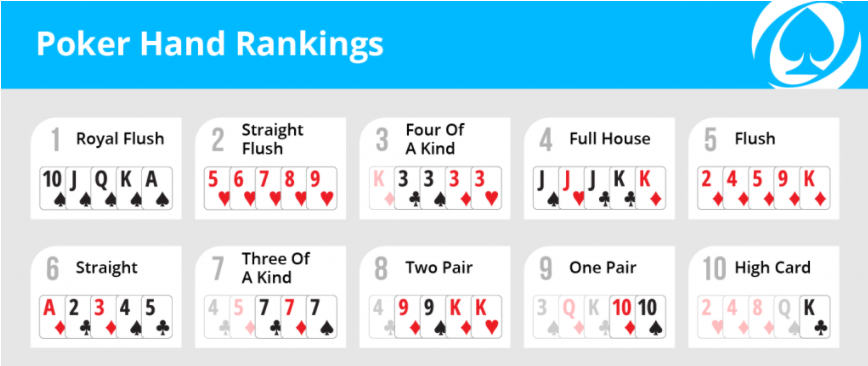 Poker Hand Rankings
1 Royal Flush
10 J Q K A
2 Straight
Flush
5 6 7 8 9
3 Four Of
A Kind
K 3 3 3 3
4 Full House
J J J K K
5 Flush
2 4 5 9 K
6 Straight
A 2 3 4 5
7 Three Of
A Kind
4 5 7 7 7
8 Two Pair
4 9 9 K K
9 One Pair
3 Q K 10 10
10 High Card
2 4 8 Q K